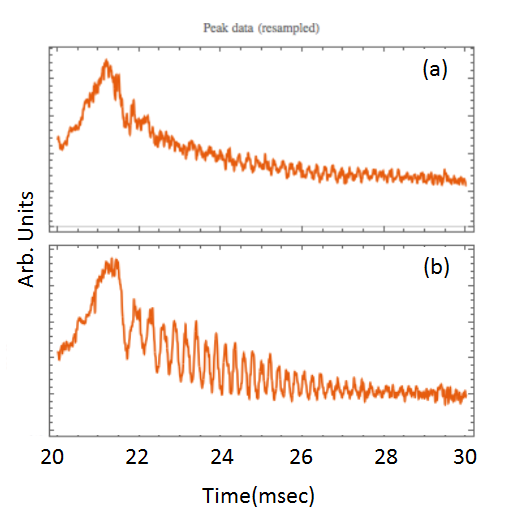 Peak data (resampled)
(a)
Arb. Units
(b)
20 22 24 26 28 30
Time(msec)